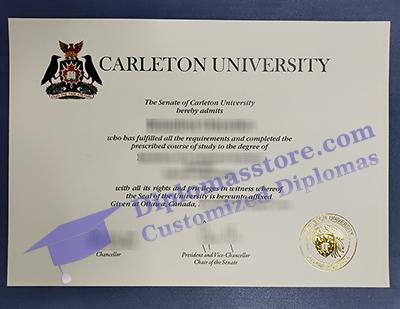 CARLETON UNIVERSITY
The Senate of Carleton University
hereby admits
who has fulfilled all the requirements and completed the
prescribed course of study to the degree of
with all its rights and privileges in witness whereof
the Seal of the University is hereunto affixed.
Given at Ottawa, Canada,
Diplomasstore.com
Customized Diplomas
Chancellor
President and Vice-Chancellor
Chair of the Senate